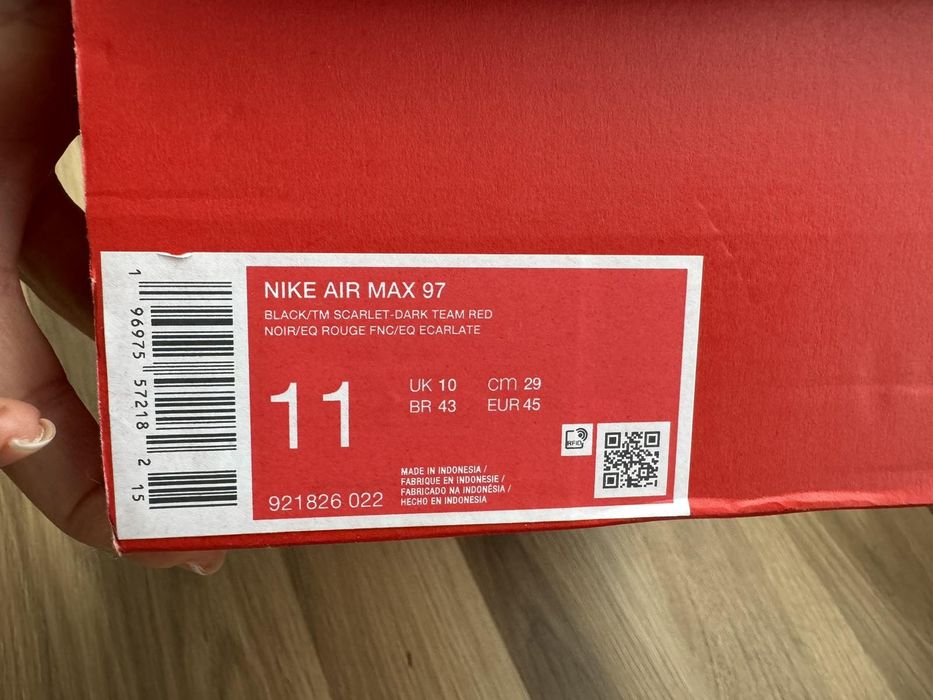 NIKE AIR MAX 97
BLACK/TM SCARLET-DARK TEAM RED
NOIR/EQ ROUGE FNC/EQ ECARLATE
11
UK 10 cm 29
BR 43 EUR 45
RFID
MADE IN INDONESIA /
FABRIQUE EN INDONESIE /
FABRICADO NA INDONÉSIA /
HECHO EN INDONESIA
921826 022
1 96975 57218 2 15